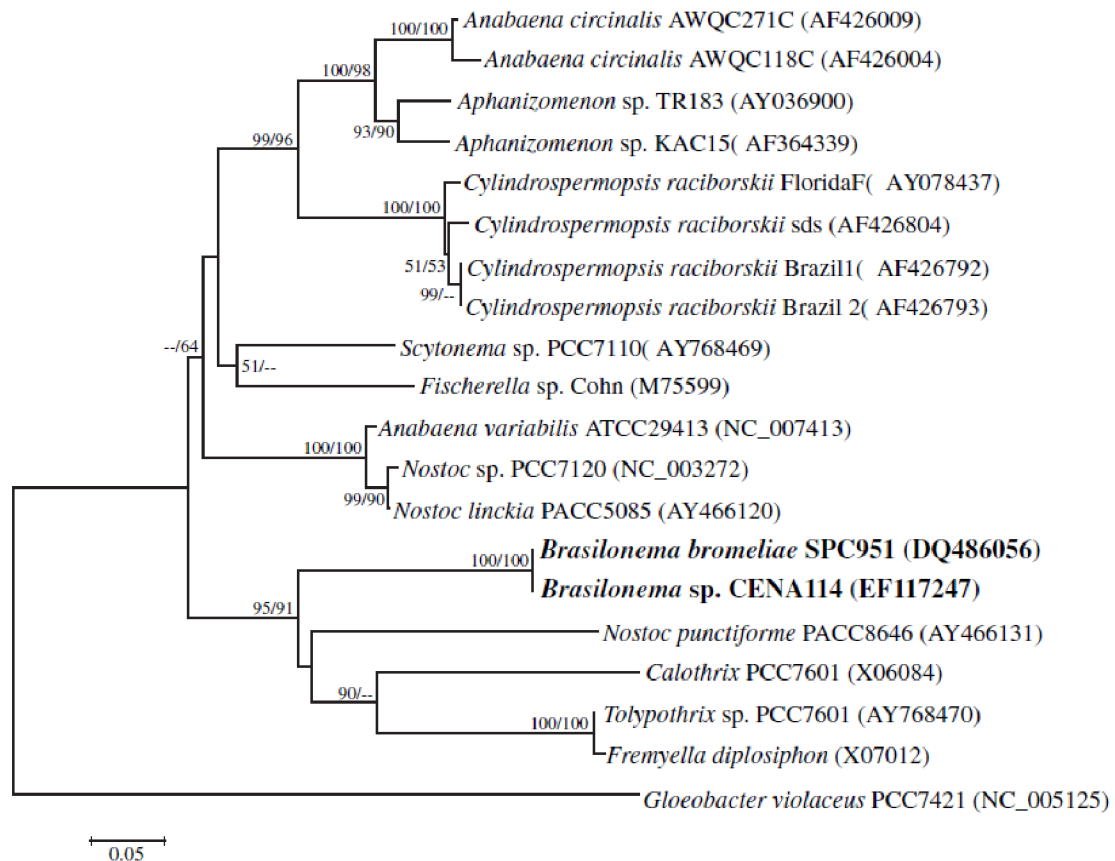 Anabaena circinalis AWQC271C (AF426009)
100/100
Anabaena circinalis AWQC118C (AF426004)
100/98
Aphanizomenon sp. TR183 (AY036900)
93/90
Aphanizomenon sp. KAC15( AF364339)
99/96
Cylindrospermopsis raciborskii FloridaF( AY078437)
100/100
Cylindrospermopsis raciborskii sds (AF426804)
51/53
Cylindrospermopsis raciborskii Brazil1( AF426792)
99/--
Cylindrospermopsis raciborskii Brazil 2( AF426793)
--/64
Scytonema sp. PCC7110( AY768469)
51/--
Fischerella sp. Cohn (M75599)
Anabaena variabilis ATCC29413 (NC_007413)
100/100
Nostoc sp. PCC7120 (NC_003272)
99/90
Nostoc linckia PACC5085 (AY466120)
Brasilonema bromeliae SPC951 (DQ486056)
100/100
Brasilonema sp. CENA114 (EF117247)
95/91
Nostoc punctiforme PACC8646 (AY466131)
Calothrix PCC7601 (X06084)
90/--
Tolypothrix sp. PCC7601 (AY768470)
100/100
Fremyella diplosiphon (X07012)
Gloeobacter violaceus PCC7421 (NC_005125)
0.05